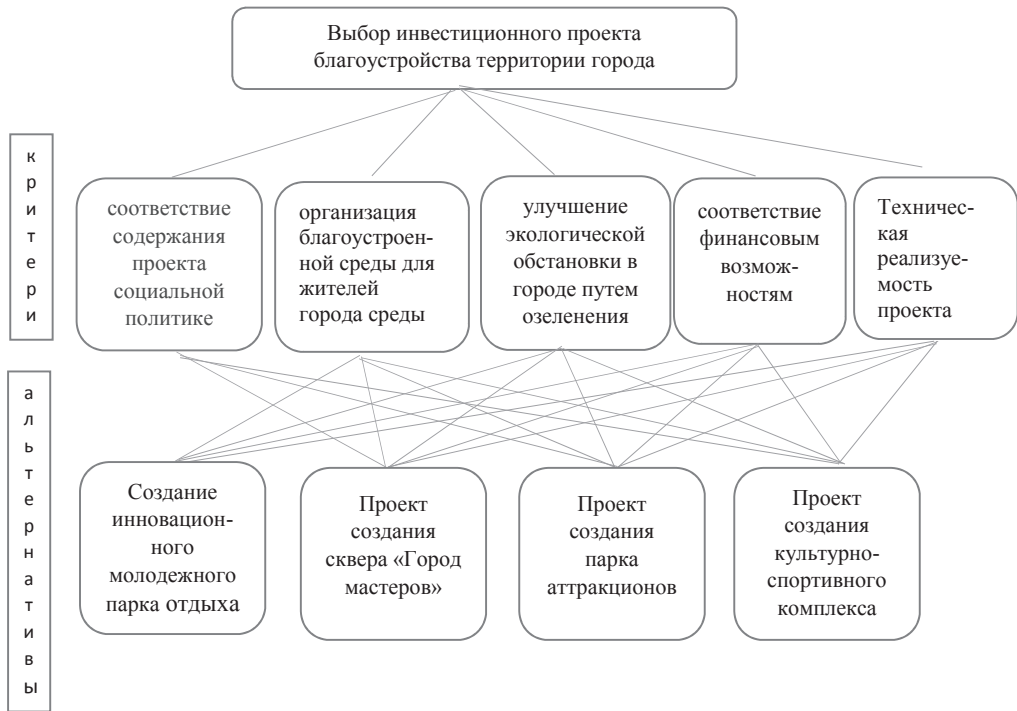 Выбор инвестиционного проекта
благоустройства территории города
к
р
и
т
е
р
и
соответствие
содержания
проекта
социальной
политике
организация
благоустроен-
ной среды для
жителей
города среды
улучшение
экологической
обстановки в
городе путем
озеленения
соответствие
финансовым
возмож-
ностям
Техничес-
кая
реализуе-
мость
проекта
а
л
ь
т
е
р
н
а
т
и
в
ы
Создание
инновацион-
ного
молодежного
парка отдыха
Проект
создания
сквера «Город
мастеров»
Проект
создания
парка
аттракционов
Проект
создания
культурно-
спортивного
комплекса